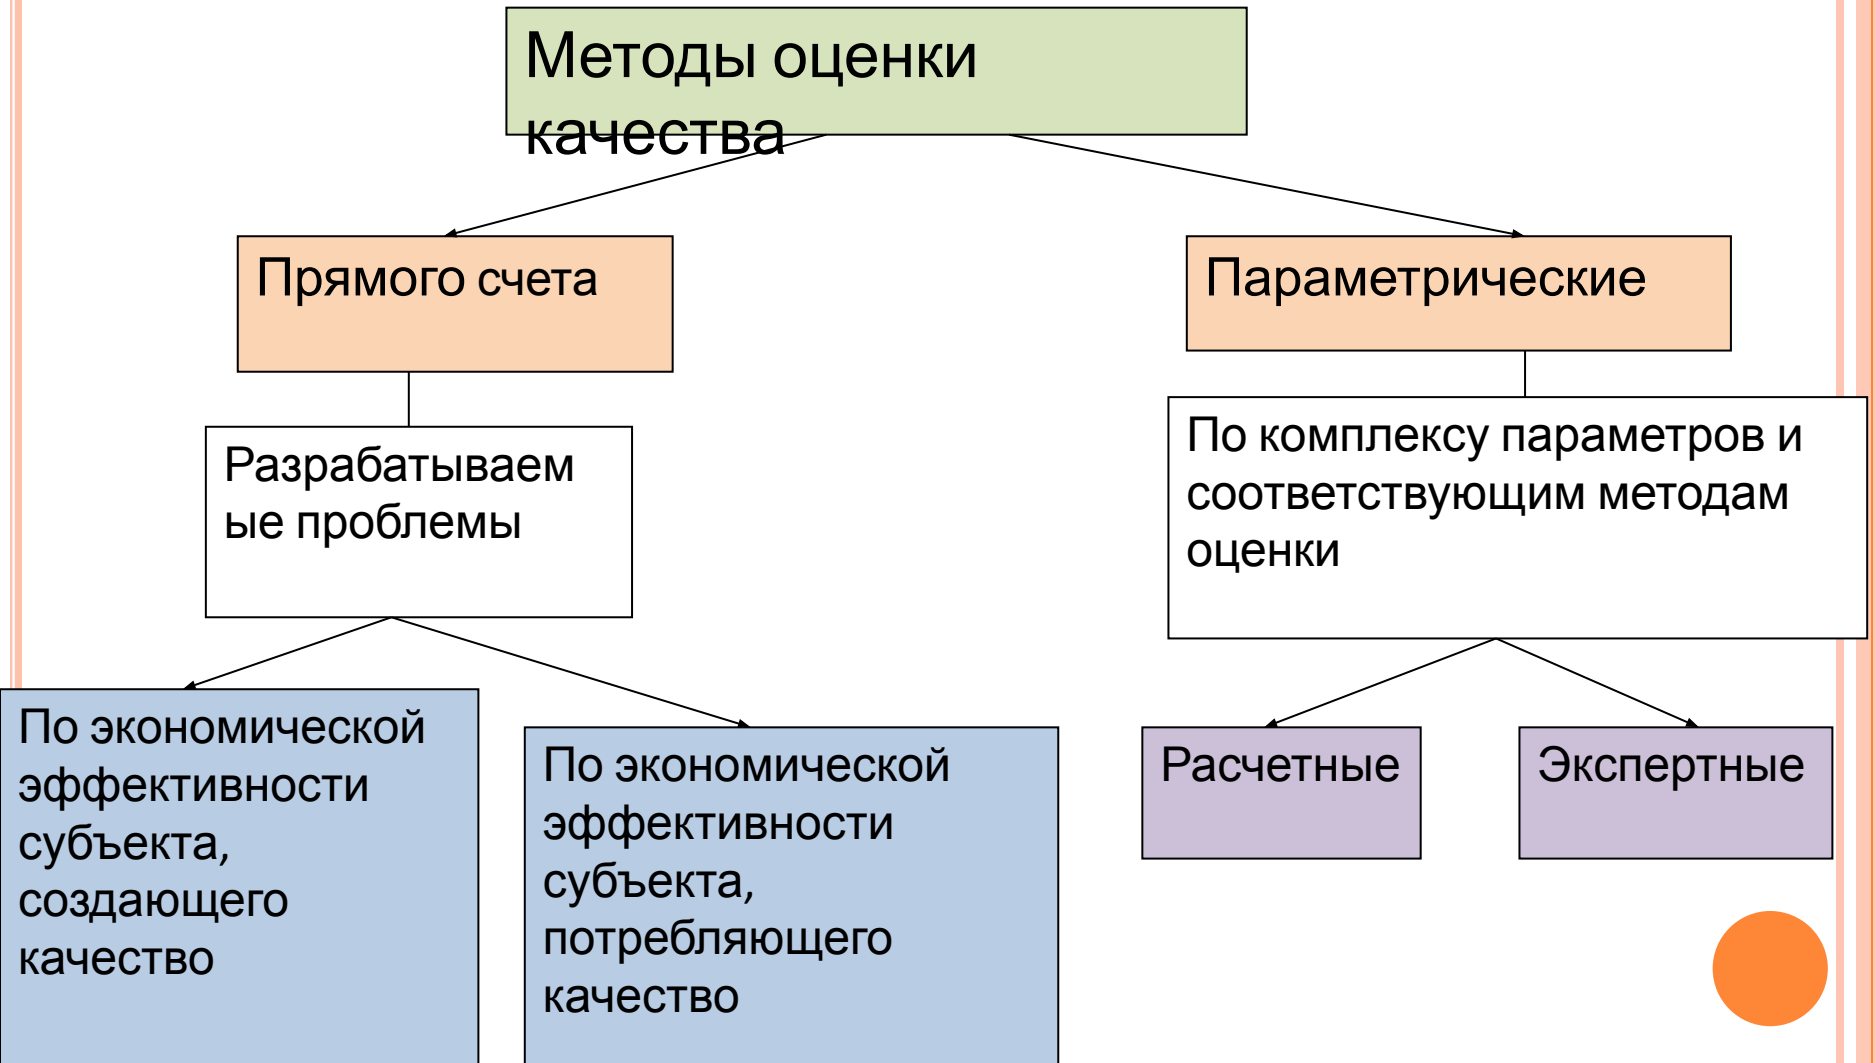 Методы оценки
качества
Прямого счета
Параметрические
Разрабатываем
ые проблемы
По комплексу параметров и
соответствующим методам
оценки
По экономической
эффективности
субъекта,
создающего
качество
По экономической
эффективности
субъекта,
потребляющего
качество
Расчетные
Экспертные